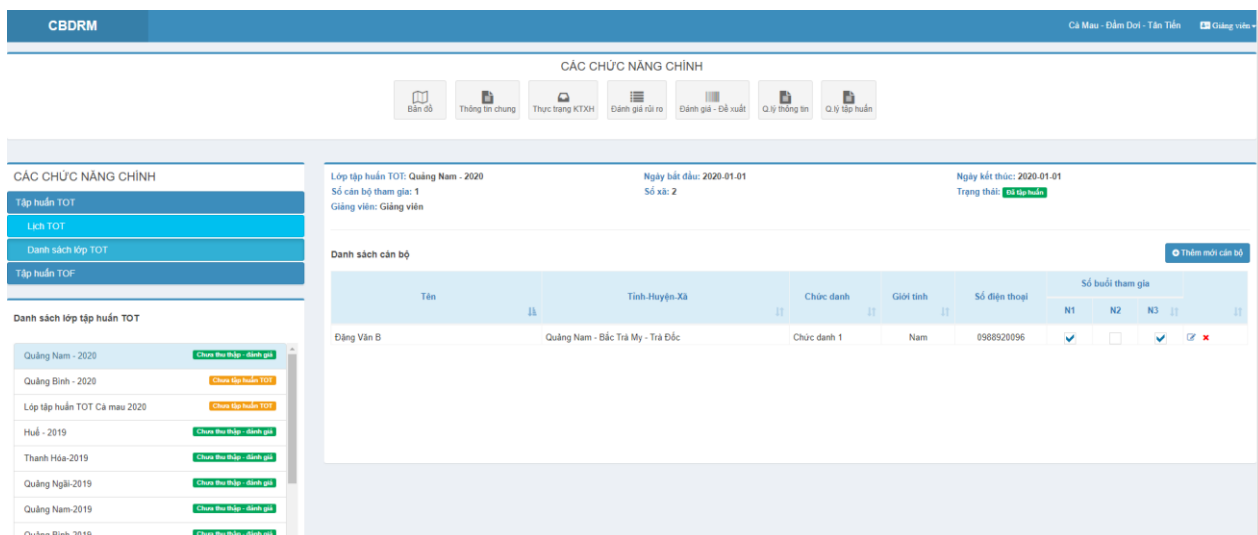 CBDRM
Cà Mau - Đầm Dơi - Tân Tiến
Giảng viên
CÁC CHỨC NĂNG CHÍNH
Bản đồ
Thông tin chung
Thực trạng KTXH
Đánh giá rủi ro
Đánh giá - Đề xuất
Q.lý thông tin
Q.lý tập huấn
CÁC CHỨC NĂNG CHÍNH
Tập huấn TOT
Lịch TOT
Danh sách lớp TOT
Tập huấn TOF
Danh sách lớp tập huấn TOT
Quảng Nam - 2020 Chưa thu thập - đánh giá
Quảng Bình - 2020 Chưa tập huấn TOT
Lớp tập huấn TOT Cà mau 2020 Chưa tập huấn TOT
Huế - 2019 Chưa thu thập - đánh giá
Thanh Hóa-2019 Chưa thu thập - đánh giá
Quảng Ngãi-2019 Chưa thu thập - đánh giá
Quảng Nam-2019 Chưa thu thập - đánh giá
Quảng Bình-2019 Chưa thu thập - đánh giá
Lớp tập huấn TOT: Quảng Nam - 2020 Ngày bắt đầu: 2020-01-01 Ngày kết thúc: 2020-01-01
Số cán bộ tham gia: 1 Số xã: 2 Trạng thái: Đã tập huấn
Giảng viên: Giảng viên
Danh sách cán bộ
Thêm mới cán bộ
Tên Tỉnh-Huyện-Xã Chức danh Giới tính Số điện thoại Số buổi tham gia
N1 N2 N3
Đặng Văn B Quảng Nam - Bắc Trà My - Trà Đốc Chức danh 1 Nam 0988920096